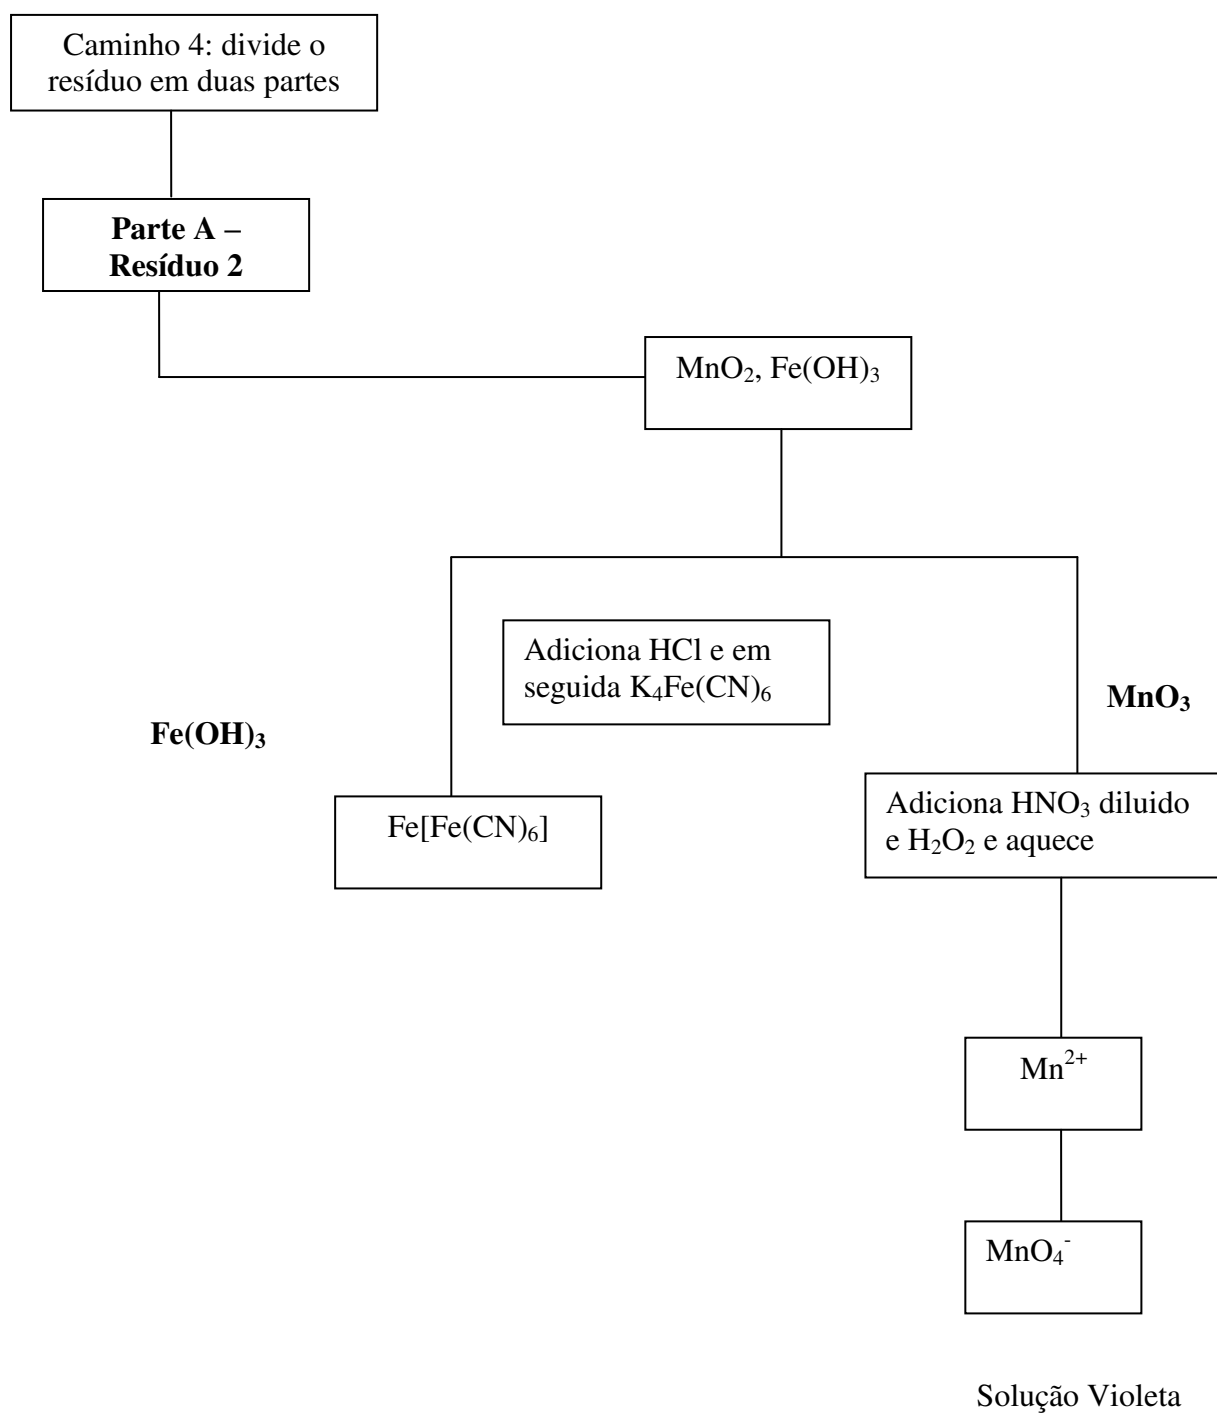 Caminho 4: divide o
resíduo em duas partes
Parte A –
Resíduo 2
MnO₂, Fe(OH)₃
Adiciona HCl e em
seguida K₄Fe(CN)₆
MnO₃
Fe(OH)₃
Adiciona HNO₃ diluido
e H₂O₂ e aquece
Fe[Fe(CN)₆]
Mn²⁺
MnO₄⁻
Solução Violeta